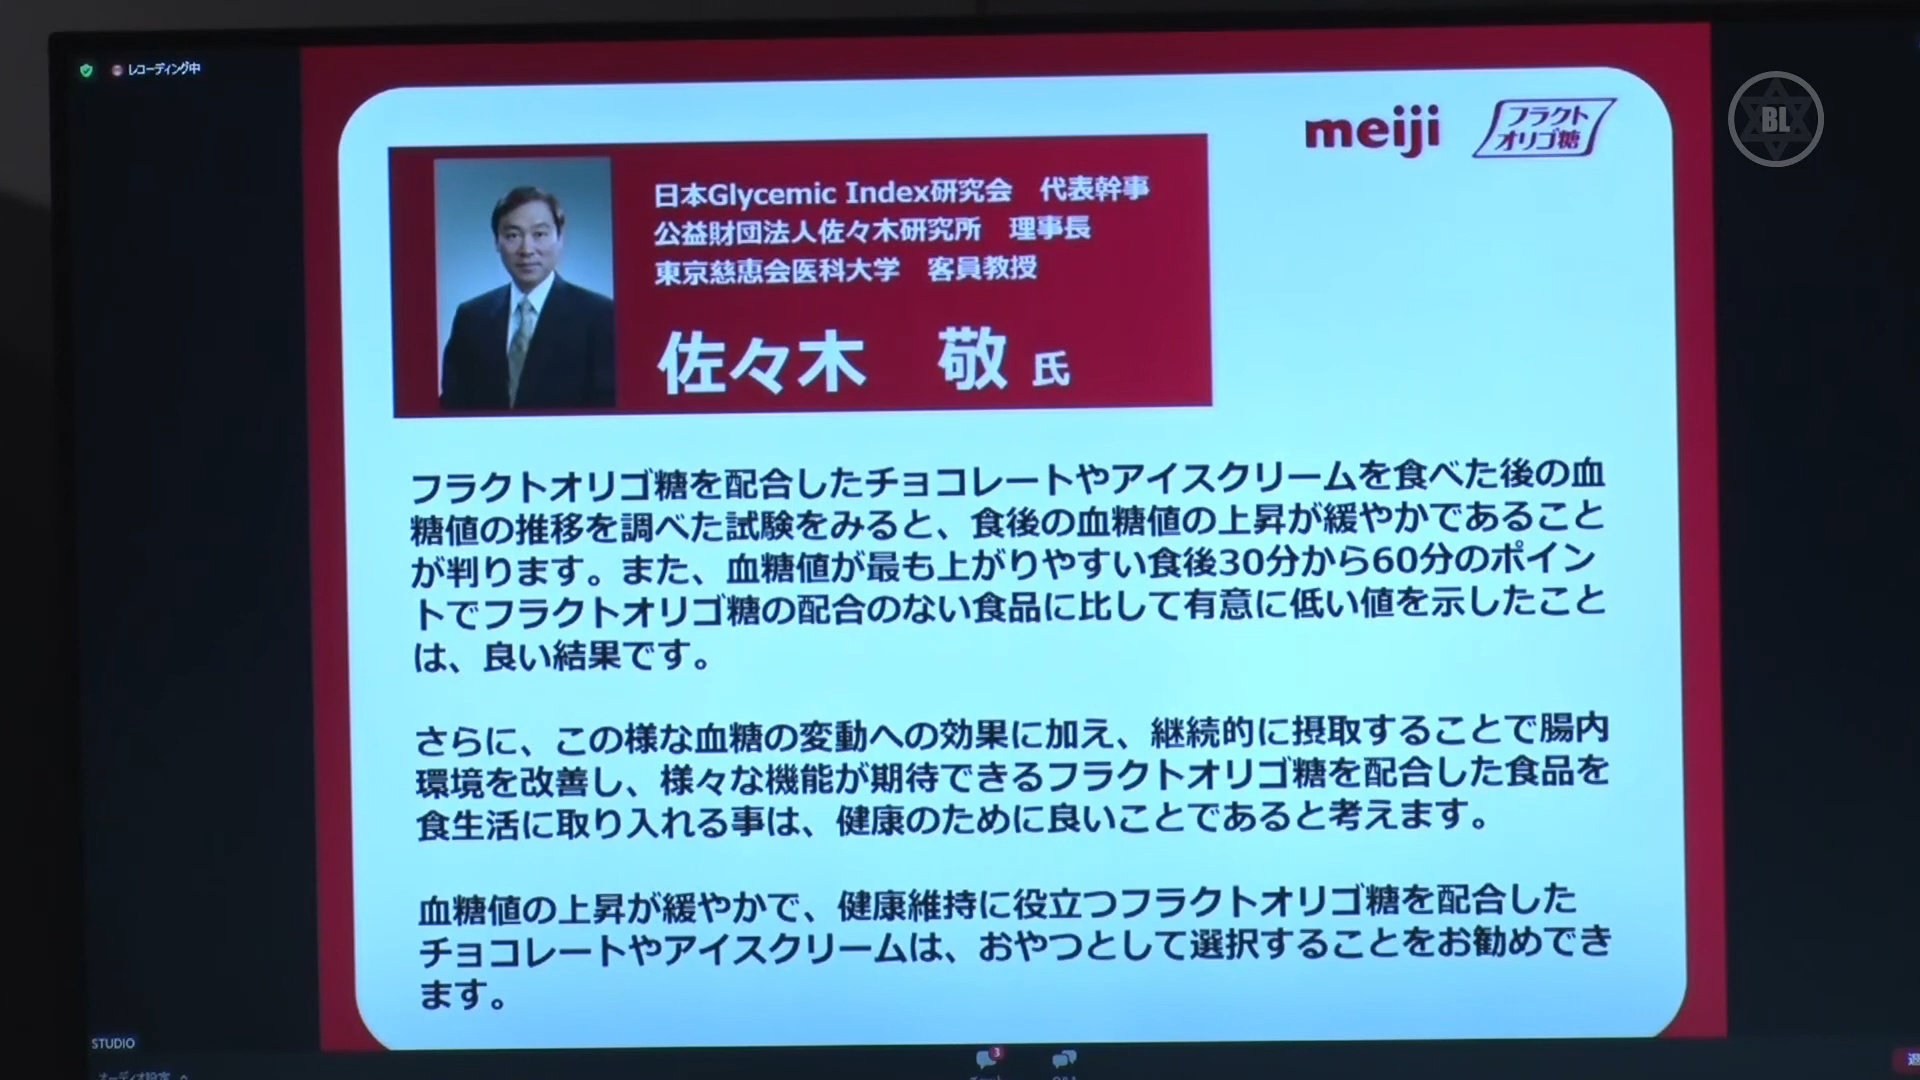 レコーディング中
meiji
フラクト
オリゴ糖
BL
日本Glycemic Index研究会　代表幹事
公益財団法人佐々木研究所　理事長
東京慈恵会医科大学　客員教授
佐々木　敬 氏
フラクトオリゴ糖を配合したチョコレートやアイスクリームを食べた後の血
糖値の推移を調べた試験をみると、食後の血糖値の上昇が緩やかであること
が判ります。また、血糖値が最も上がりやすい食後30分から60分のポイン
トでフラクトオリゴ糖の配合のない食品に比して有意に低い値を示したこと
は、良い結果です。
さらに、この様な血糖の変動への効果に加え、継続的に摂取することで腸内
環境を改善し、様々な機能が期待できるフラクトオリゴ糖を配合した食品を
食生活に取り入れる事は、健康のために良いことであると考えます。
血糖値の上昇が緩やかで、健康維持に役立つフラクトオリゴ糖を配合した
チョコレートやアイスクリームは、おやつとして選択することをお勧めでき
ます。
STUDIO
オーディオ設定
3